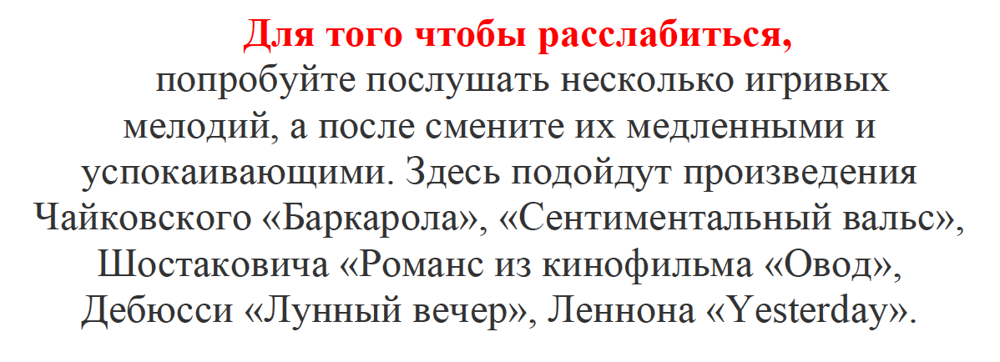 Для того чтобы расслабиться,
попробуйте послушать несколько игривых
мелодий, а после смените их медленными и
успокаивающими. Здесь подойдут произведения
Чайковского «Баркарола», «Сентиментальный вальс»,
Шостаковича «Романс из кинофильма «Овод»,
Дебюсси «Лунный вечер», Леннона «Yesterday».